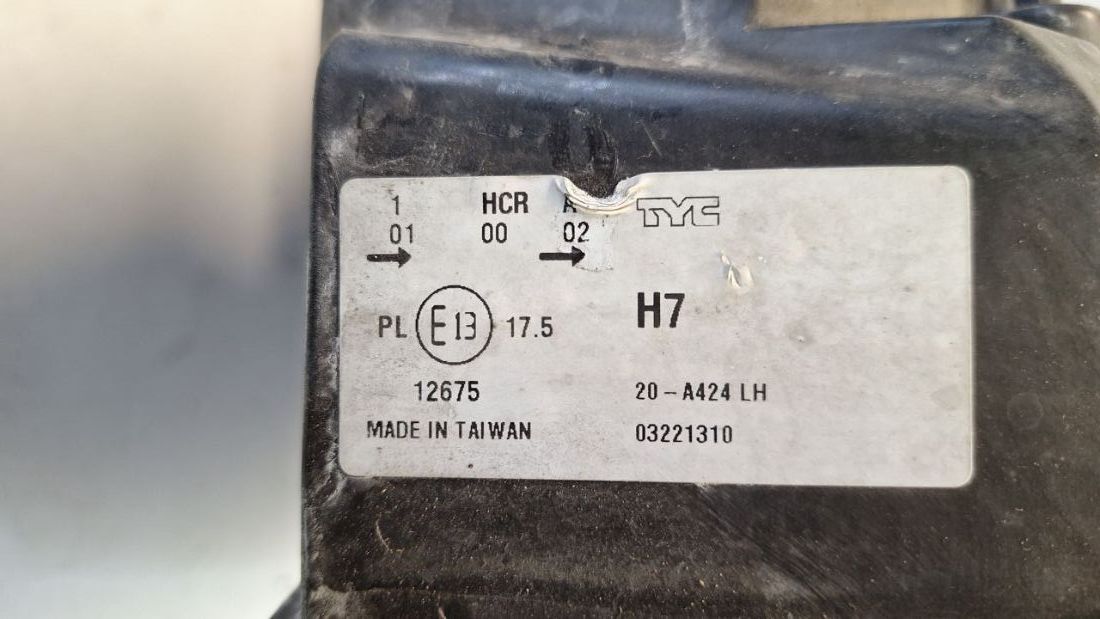 1 HCR A TYC
01 00 02
→ →
PL E13 17.5 H7
12675 20-A424 LH
MADE IN TAIWAN 03221310